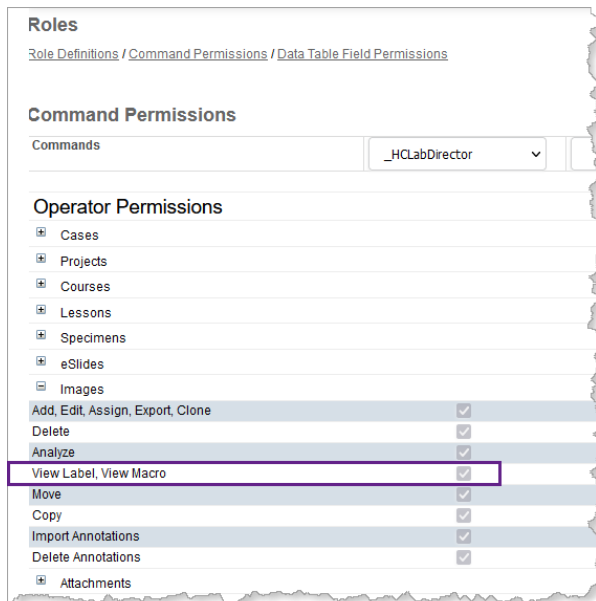 Roles
Role Definitions / Command Permissions / Data Table Field Permissions
Command Permissions
Commands
_HCLabDirector
Operator Permissions
Cases
Projects
Courses
Lessons
Specimens
eSlides
Images
Add, Edit, Assign, Export, Clone
Delete
Analyze
View Label, View Macro
Move
Copy
Import Annotations
Delete Annotations
Attachments